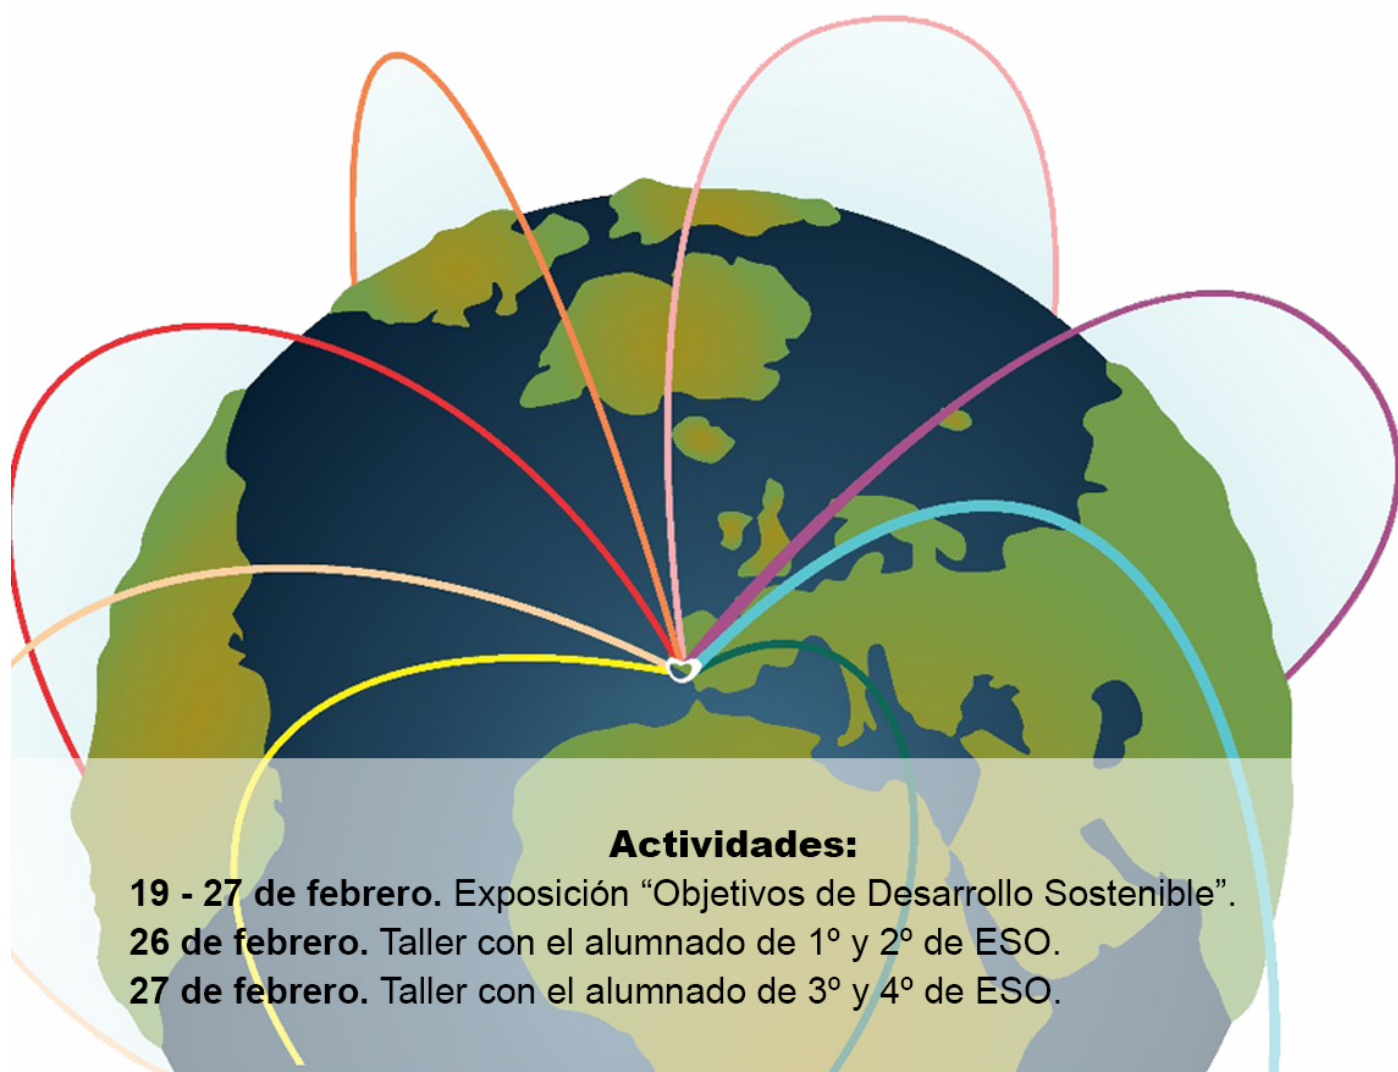 Actividades:
19 - 27 de febrero. Exposición “Objetivos de Desarrollo Sostenible”.
26 de febrero. Taller con el alumnado de 1º y 2º de ESO.
27 de febrero. Taller con el alumnado de 3º y 4º de ESO.